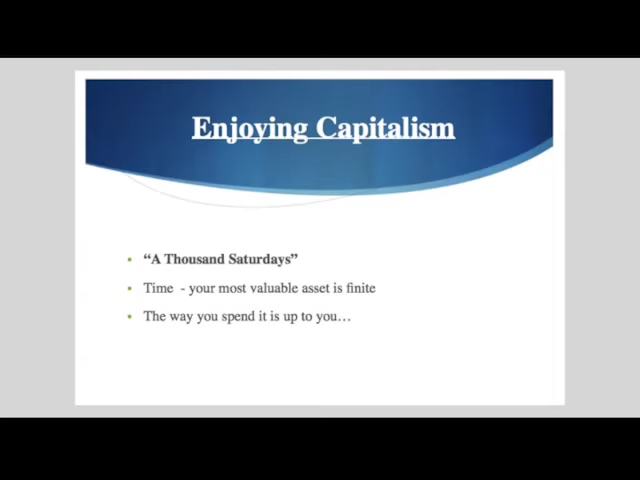 Enjoying Capitalism
“A Thousand Saturdays”
Time - your most valuable asset is finite
The way you spend it is up to you…